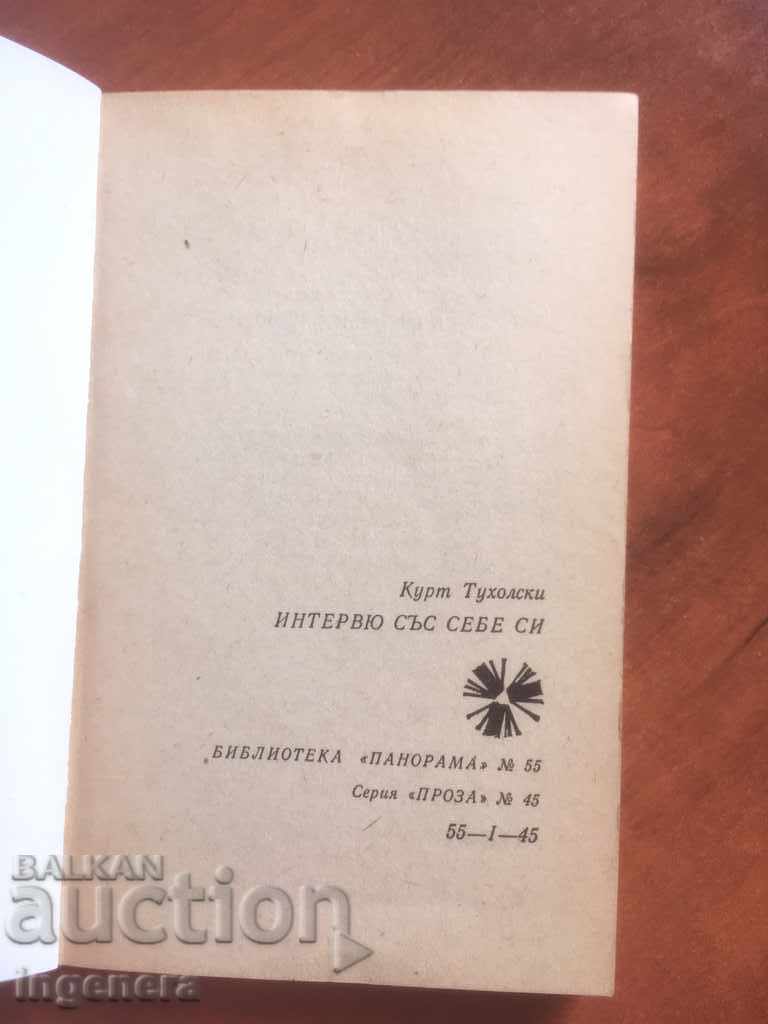 Курт Тухолски
ИНТЕРВЮ СЪС СЕБЕ СИ
БИБЛИОТЕКА «ПАНОРАМА» № 55
Серия «ПРОЗА» № 45
55—I—45
BALKAN
auction
ingenera